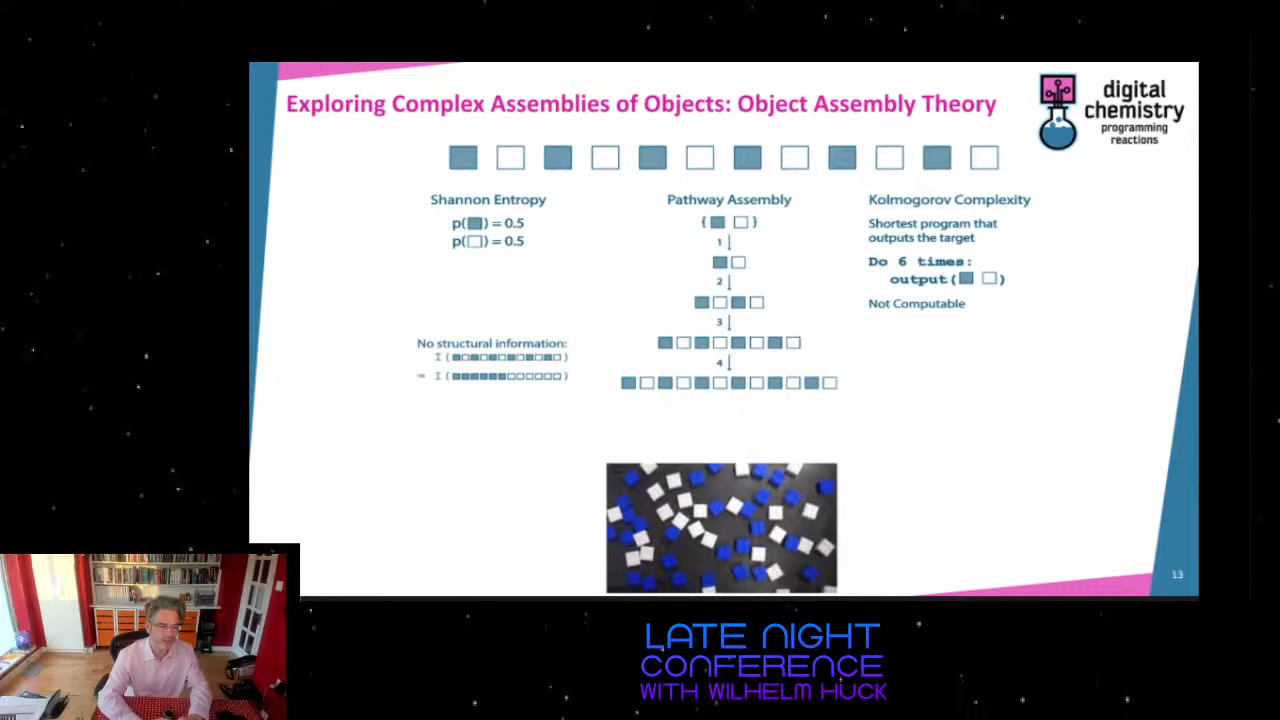 Exploring Complex Assemblies of Objects: Object Assembly Theory
digital
chemistry
programming
reactions
Shannon Entropy
p( ) = 0.5
p( ) = 0.5
No structural information:
I ( )
= I ( )
Pathway Assembly
{ }
1
2
3
4
Kolmogorov Complexity
Shortest program that
outputs the target
Do 6 times:
output( )
Not Computable
13
LATE NIGHT
CONFERENCE
WITH WILHELM HUCK